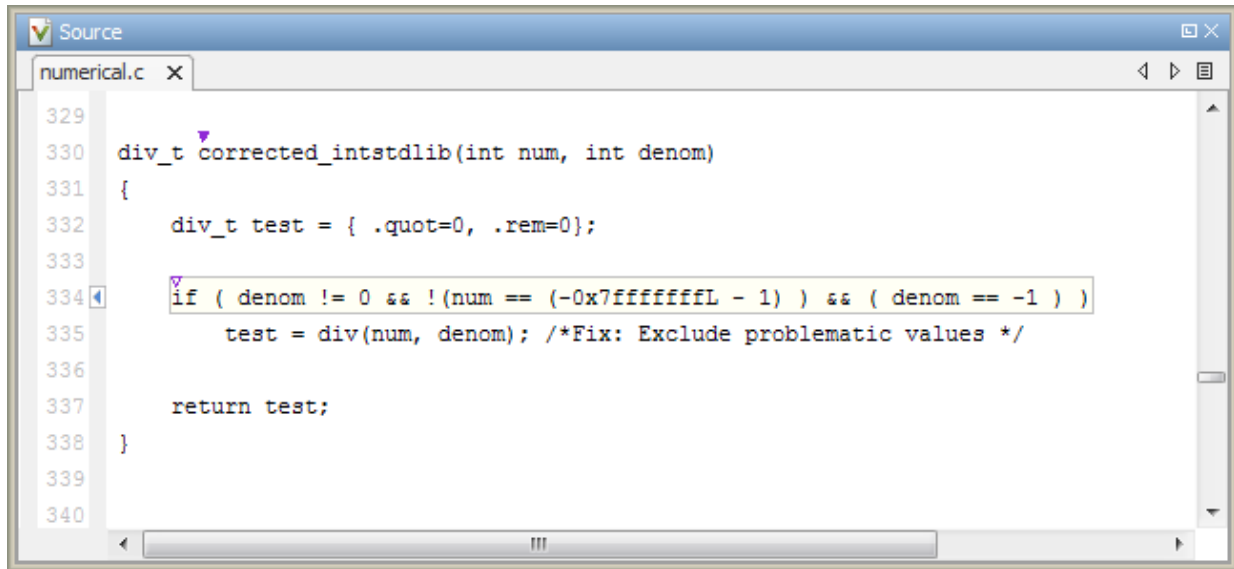 Source
numerical.c
329
330 div_t corrected_intstdlib(int num, int denom)
331 {
332     div_t test = { .quot=0, .rem=0};
333
334     if ( denom != 0 && !(num == (-0x7fffffffL - 1) ) && ( denom == -1 ) )
335         test = div(num, denom); /*Fix: Exclude problematic values */
336
337     return test;
338 }
339
340